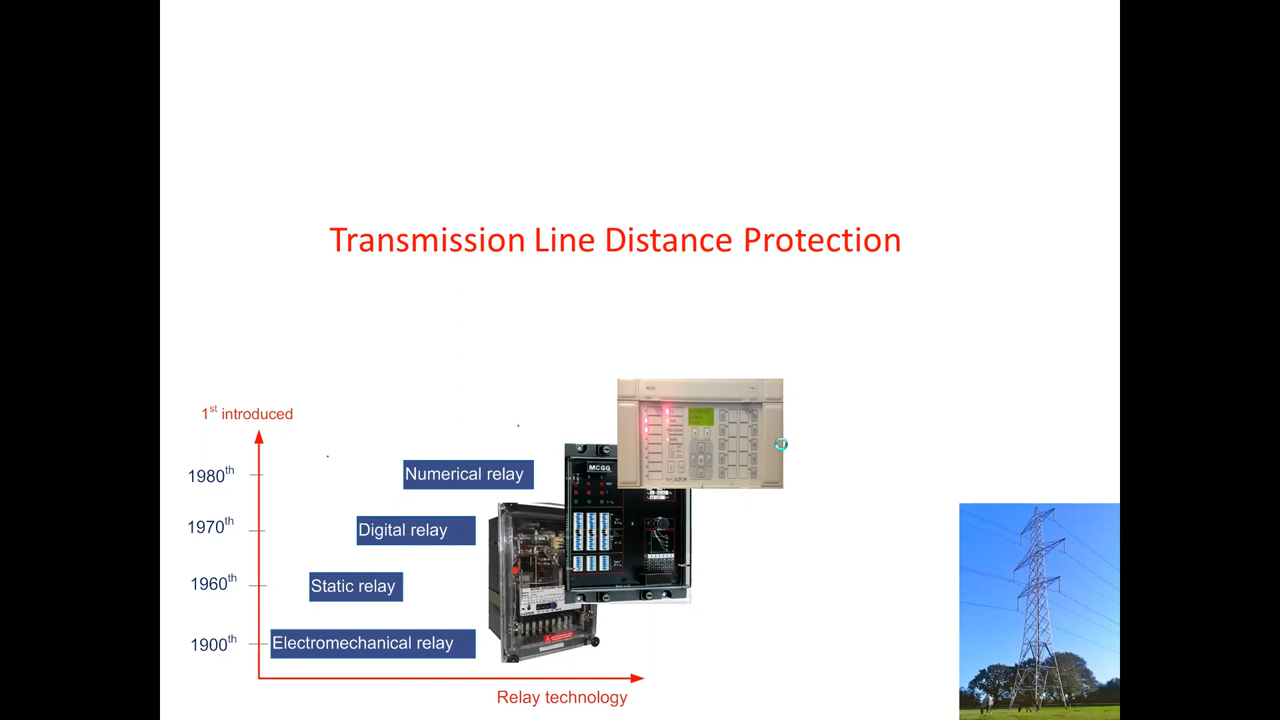 Transmission Line Distance Protection
1st introduced
1980th
Numerical relay
MCGG
1970th
Digital relay
1960th
Static relay
1900th
Electromechanical relay
Relay technology